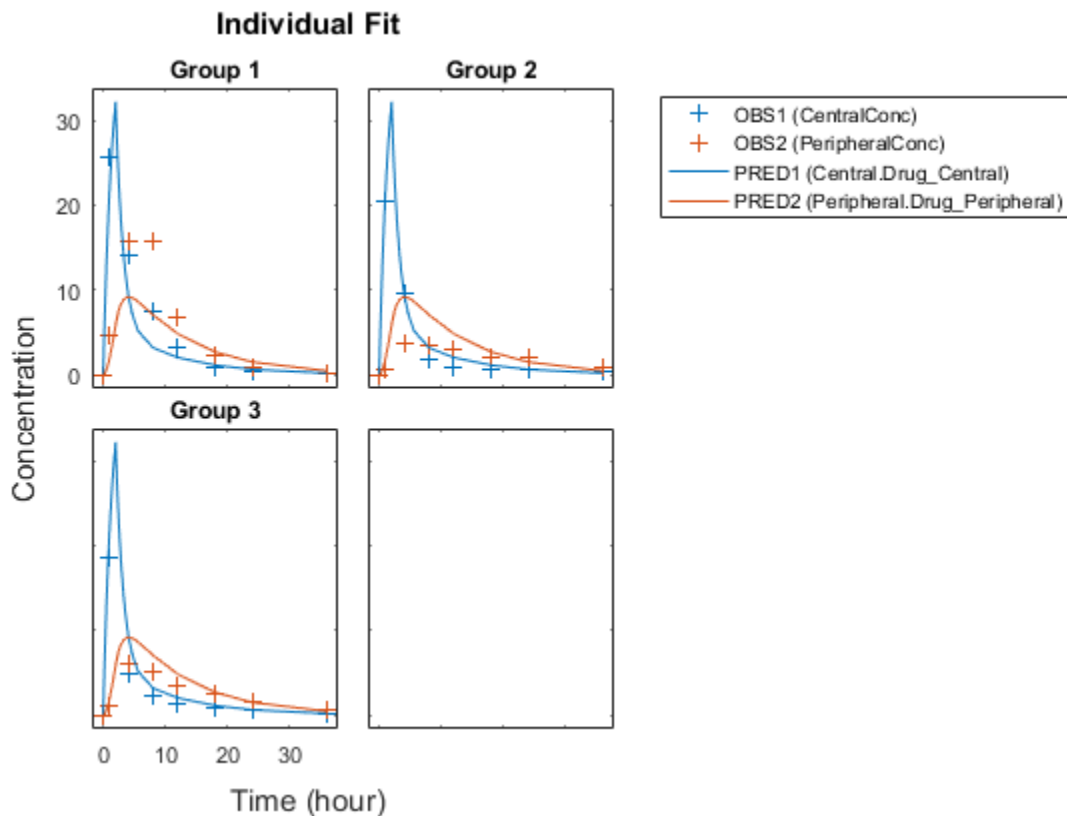 Individual Fit
Group 1
Group 2
30
20
10
0
OBS1 (CentralConc)
OBS2 (PeripheralConc)
PRED1 (Central.Drug_Central)
PRED2 (Peripheral.Drug_Peripheral)
Concentration
Group 3
0 10 20 30
Time (hour)